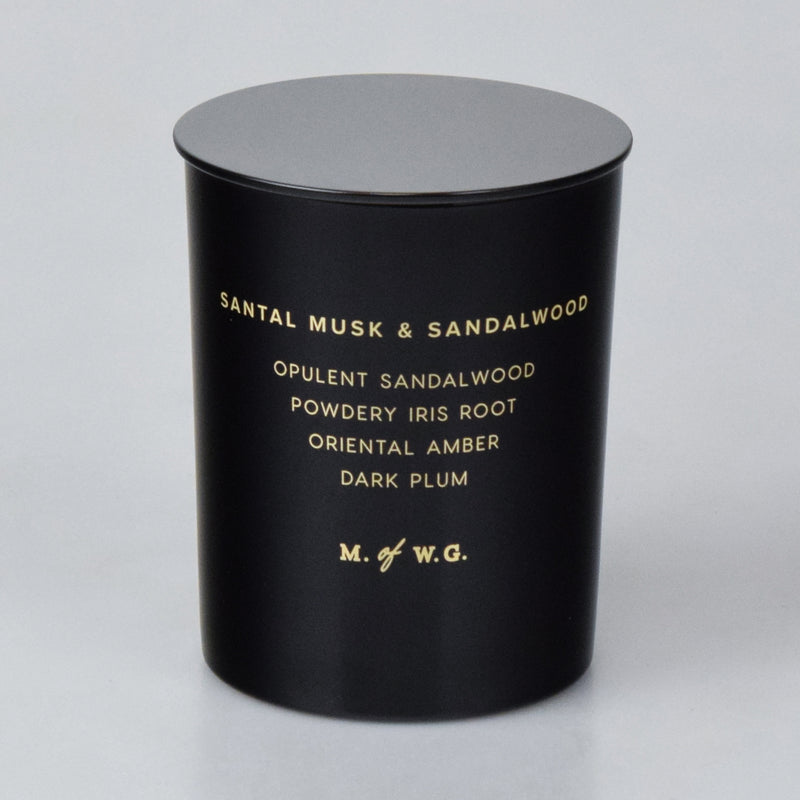 SANTAL MUSK & SANDALWOOD
OPULENT SANDALWOOD
POWDERY IRIS ROOT
ORIENTAL AMBER
DARK PLUM
M. of W.G.